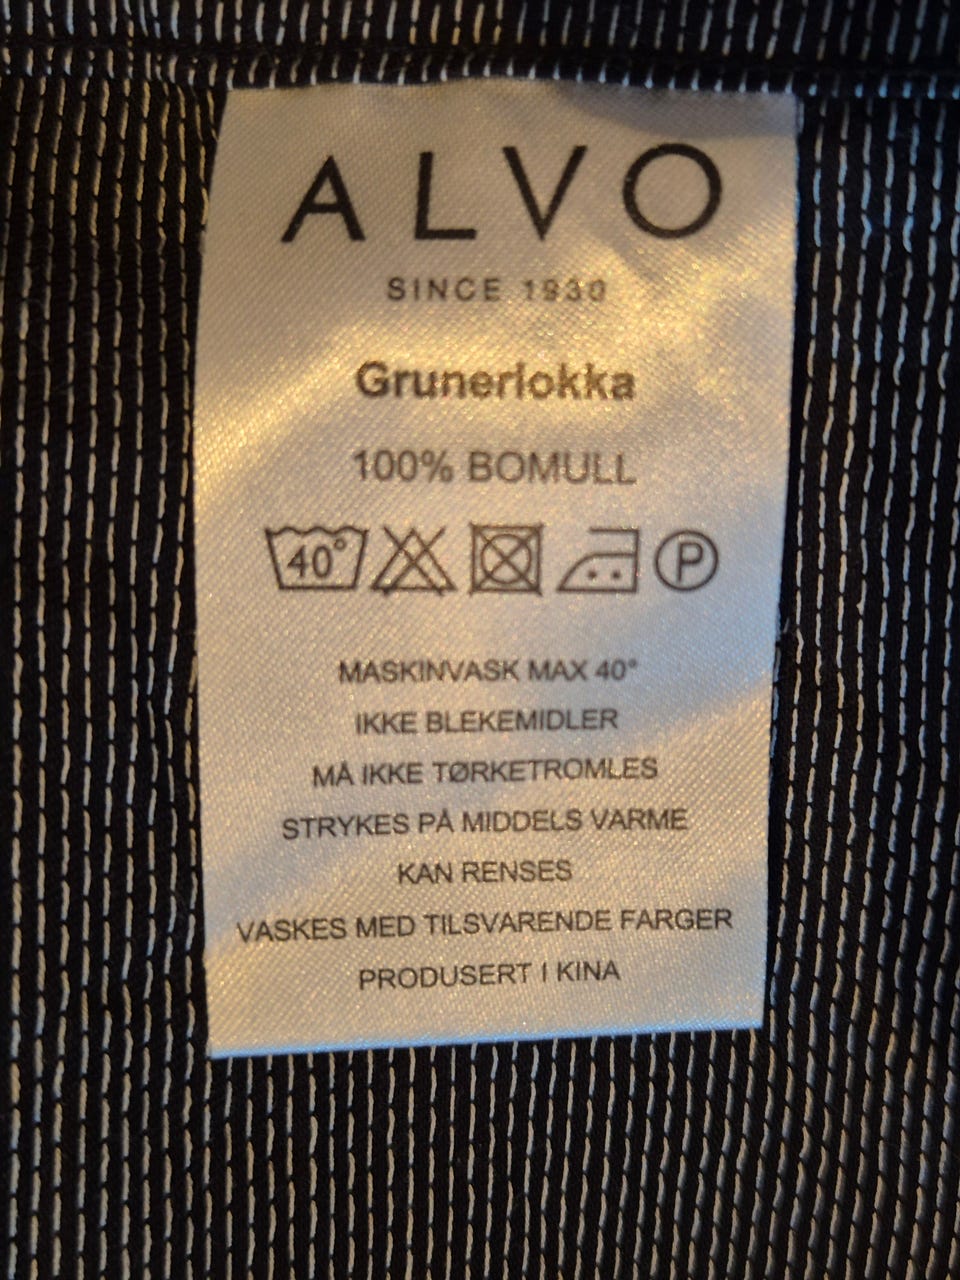 ALVO
SINCE 1930
Grunerlokka
100% BOMULL
40° P
MASKINVASK MAX 40°
IKKE BLEKEMIDLER
MÅ IKKE TØRKETROMLES
STRYKES PÅ MIDDELS VARME
KAN RENSES
VASKES MED TILSVARENDE FARGER
PRODUSERT I KINA